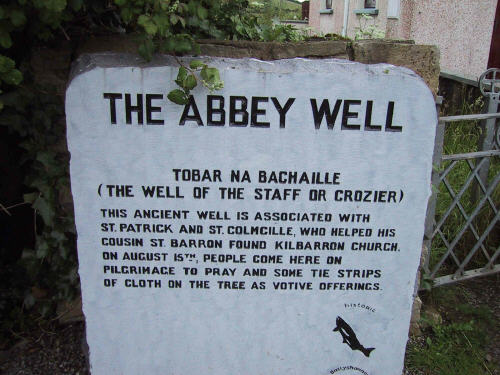 THE ABBEY WELL
TOBAR NA BACHAILLE
(THE WELL OF THE STAFF OR CROZIER)
THIS ANCIENT WELL IS ASSOCIATED WITH
ST. PATRICK AND ST. COLMCILLE, WHO HELPED HIS
COUSIN ST. BARRON FOUND KILBARRON CHURCH.
ON AUGUST 15TH, PEOPLE COME HERE ON
PILGRIMAGE TO PRAY AND SOME TIE STRIPS
OF CLOTH ON THE TREE AS VOTIVE OFFERINGS.
historic
Ballyshannon